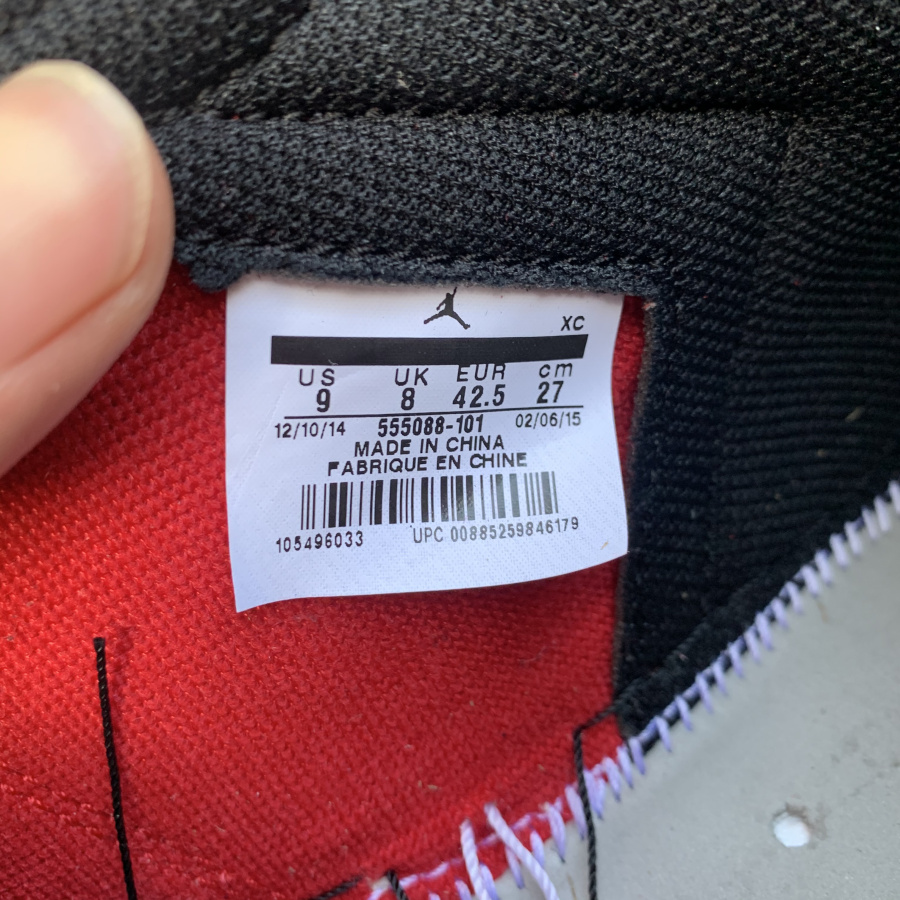 XC
US UK EUR cm
9 8 42.5 27
12/10/14 555088-101 02/06/15
MADE IN CHINA
FABRIQUE EN CHINE
105496033 UPC 00885259846179